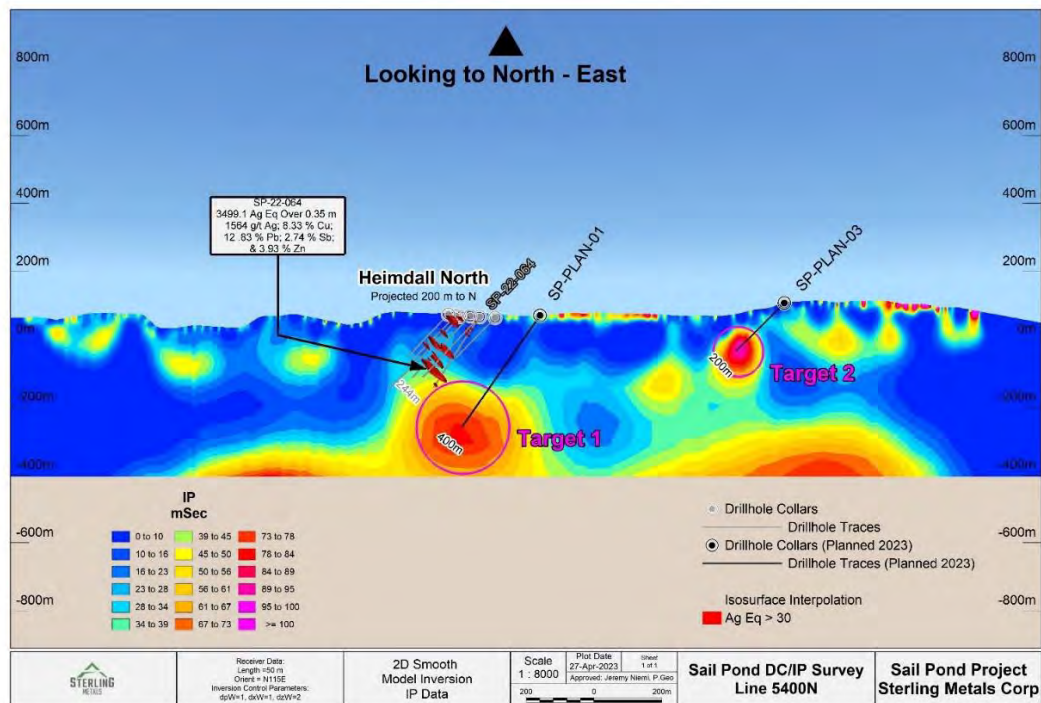 800m
800m
Looking to North - East
600m
600m
400m
400m
SP-22-064
3499.1 Ag Eq Over 0.35 m
1564 g/t Ag; 8.33 % Cu;
12 .83 % Pb; 2.74 % Sb;
& 3.93 % Zn
SP-PLAN-01
SP-PLAN-03
200m
Heimdall North
SP-22-064
200m
Projected 200 m to N
0m
0m
200m
Target 2
244m
-200m
-200m
Target 1
400m
-400m
-400m
IP
mSec
0 to 10
39 to 45
73 to 78
10 to 16
45 to 50
78 to 84
16 to 23
50 to 56
84 to 89
23 to 28
56 to 61
89 to 95
28 to 34
61 to 67
95 to 100
34 to 39
67 to 73
>= 100
Drillhole Collars
Drillhole Traces
Drillhole Collars (Planned 2023)
Drillhole Traces (Planned 2023)
Isosurface Interpolation
Ag Eq > 30
-600m
-600m
-800m
-800m
STERLING
METALS
Receiver Data:
Length =50 m
Orient = N115E
Inversion Control Parameters:
dpW=1, dxW=1, dzW=2
2D Smooth
Model Inversion
IP Data
Scale
1 : 8000
Plot Date
27-Apr-2023
Sheet
1 of 1
Approved: Jeremy Niemi, P.Geo
200 0 200m
Sail Pond DC/IP Survey
Line 5400N
Sail Pond Project
Sterling Metals Corp